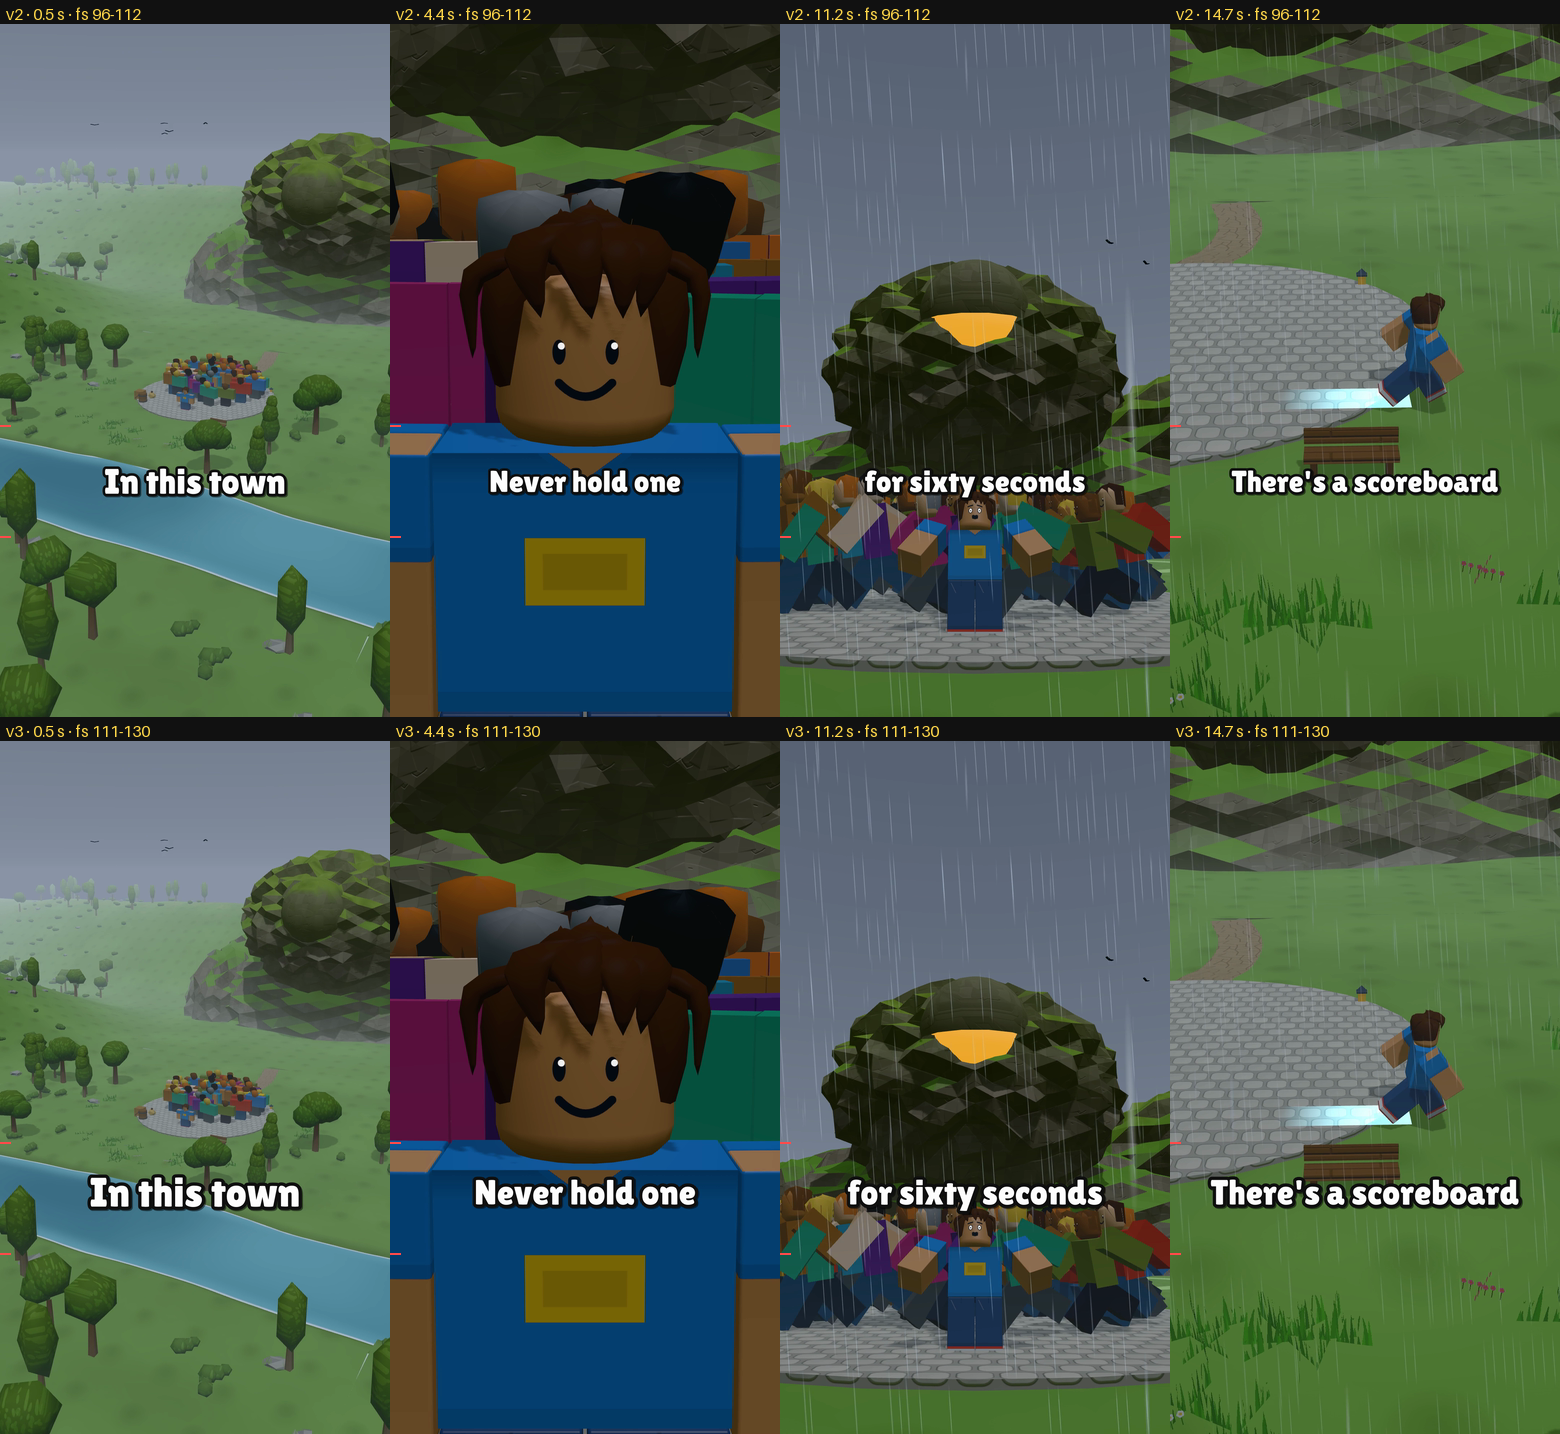 v2 · 0.5 s · fs 96-112
v2 · 4.4 s · fs 96-112
v2 · 11.2 s · fs 96-112
v2 · 14.7 s · fs 96-112
In this town
Never hold one
for sixty seconds
There's a scoreboard
v3 · 0.5 s · fs 111-130
v3 · 4.4 s · fs 111-130
v3 · 11.2 s · fs 111-130
v3 · 14.7 s · fs 111-130
In this town
Never hold one
for sixty seconds
There's a scoreboard